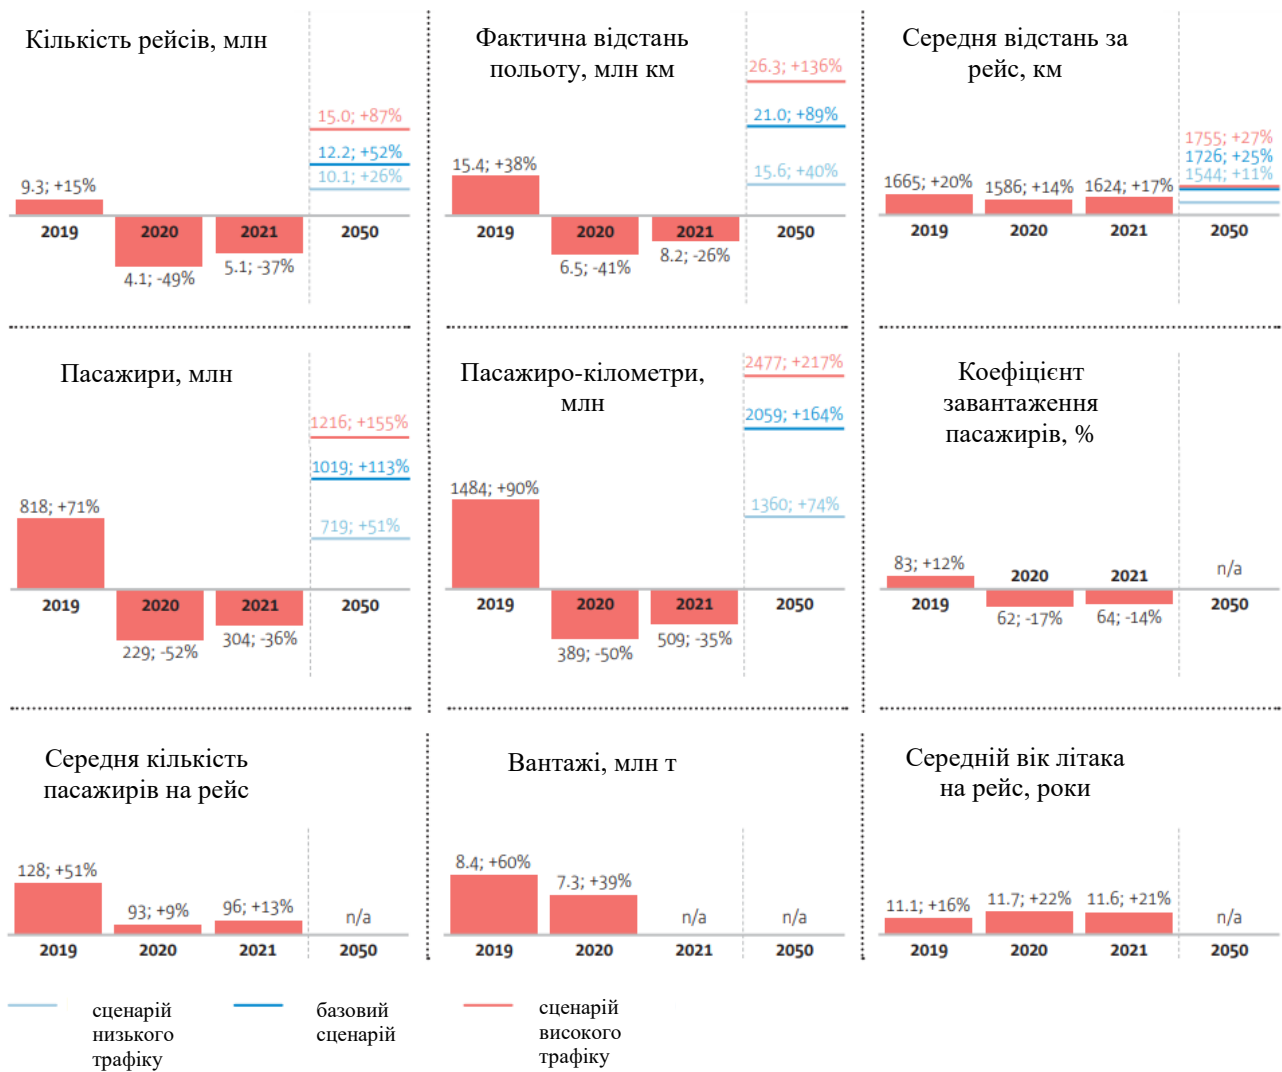 Кількість рейсів, млн
15.0; +87%
12.2; +52%
10.1; +26%
9.3; +15%
2019
2020
2021
2050
4.1; -49%
5.1; -37%
Фактична відстань
польоту, млн км
26.3; +136%
21.0; +89%
15.6; +40%
15.4; +38%
2019
2020
2021
2050
6.5; -41%
8.2; -26%
Середня відстань за
рейс, км
1755; +27%
1726; +25%
1544; +11%
1665; +20%
1586; +14%
1624; +17%
2019
2020
2021
2050
Пасажири, млн
1216; +155%
1019; +113%
719; +51%
818; +71%
2019
2020
2021
2050
229; -52%
304; -36%
Пасажиро-кілометри,
млн
2477; +217%
2059; +164%
1360; +74%
1484; +90%
2019
2020
2021
2050
389; -50%
509; -35%
Коефіцієнт
завантаження
пасажирів, %
83; +12%
2020
2021
n/a
2019
2050
62; -17%
64; -14%
Середня кількість
пасажирів на рейс
128; +51%
93; +9%
96; +13%
n/a
2019
2020
2021
2050
Вантажі, млн т
8.4; +60%
7.3; +39%
n/a
n/a
2019
2020
2021
2050
Середній вік літака
на рейс, роки
11.1; +16%
11.7; +22%
11.6; +21%
n/a
2019
2020
2021
2050
сценарій
низького
трафіку
базовий
сценарій
сценарій
високого
трафіку